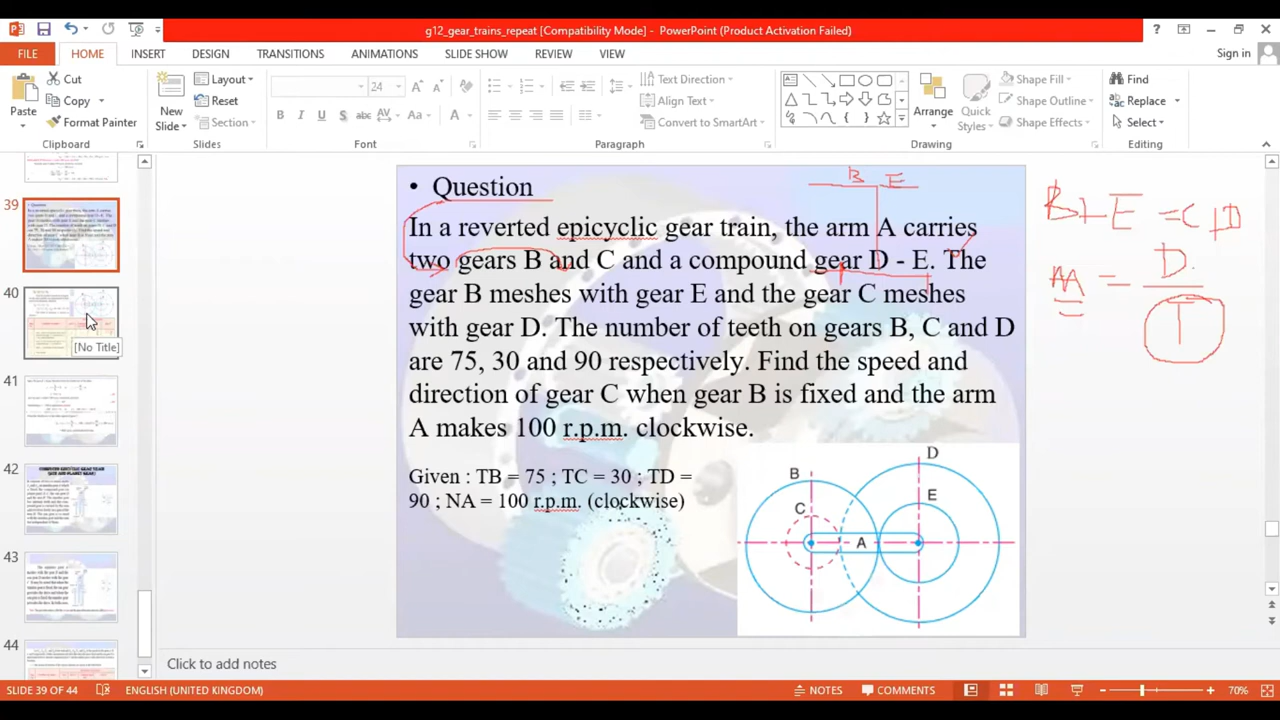 g12_gear_trains_repeat [Compatibility Mode] - PowerPoint (Product Activation Failed)
FILE HOME INSERT DESIGN TRANSITIONS ANIMATIONS SLIDE SHOW REVIEW VIEW Sign in
Cut
Copy
Format Painter
Paste
Clipboard
New Slide
Layout
Reset
Section
Slides
24
B I U S abc AV Aa A
Font
Paragraph
Text Direction
Align Text
Convert to SmartArt
Arrange
Quick Styles
Shape Fill
Shape Outline
Shape Effects
Drawing
Find
Replace
Select
Editing
39
40
[No Title]
41
42
43
44
• Question
In a reverted epicyclic gear train, the arm A carries
two gears B and C and a compound gear D - E. The
gear B meshes with gear E and the gear C meshes
with gear D. The number of teeth on gears B, C and D
are 75, 30 and 90 respectively. Find the speed and
direction of gear C when gear B is fixed and the arm
A makes 100 r.p.m. clockwise.
Given : TB = 75 ; TC = 30 ; TD =
90 ; NA = 100 r.p.m. (clockwise)
B E
B+E = C D
M = D
T
D
B
E
C
A
Click to add notes
SLIDE 39 OF 44 ENGLISH (UNITED KINGDOM) NOTES COMMENTS 70%